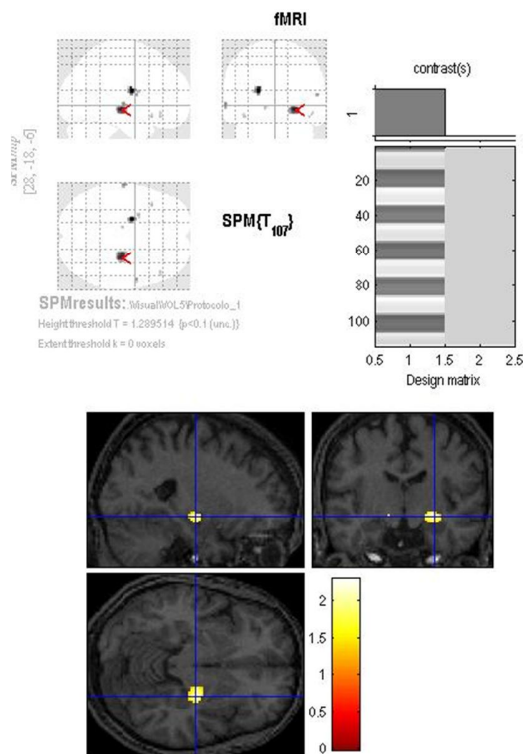 fMRI
contrast(s)
1
[28, -18, -6]
SPM{T107}
SPMresults: .\Visual\VOL5\Protocolo_1
Height threshold T = 1.289514 {p<0.1 (unc.)}
Extent threshold k = 0 voxels
20
40
60
80
100
0.5 1 1.5 2 2.5
Design matrix
2
1.5
1
0.5
0